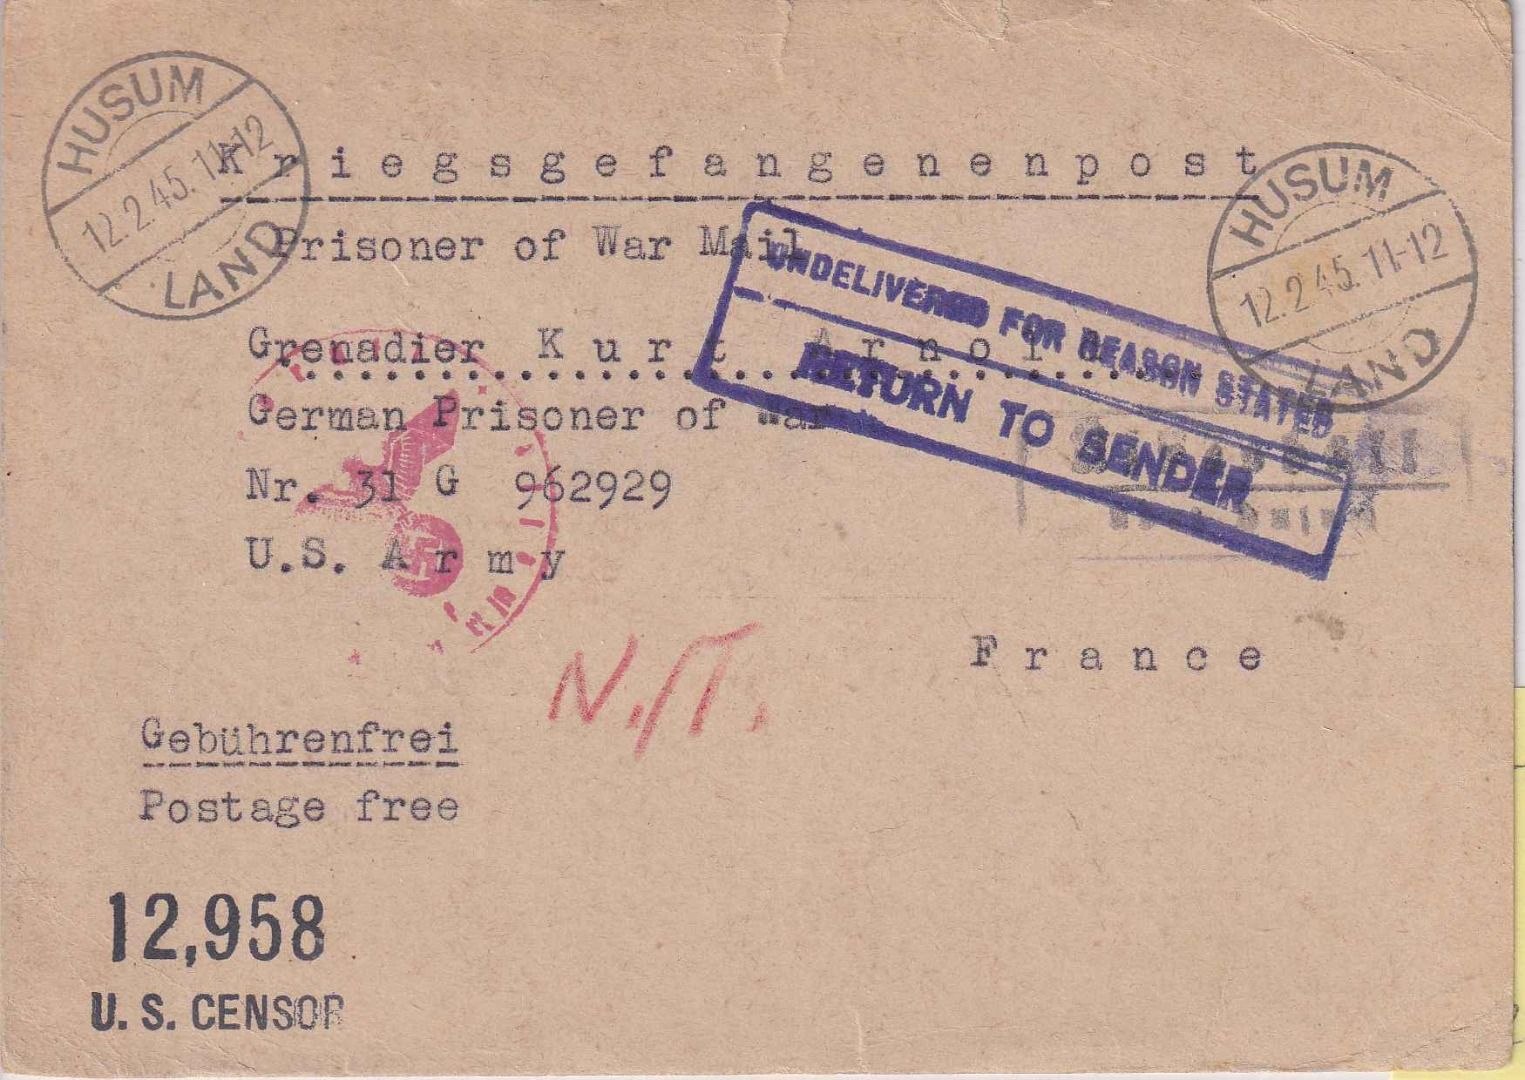 HUSUM
12.2.45.11-12
LAND
HUSUM
12.2.45.11-12
LAND
Kriegsgefangenenpost
Prisoner of War Mail
UNDELIVERED FOR REASON STATED
RETURN TO SENDER
Grenadier Kurt Arnold
German Prisoner of War
Nr. 31 G 962929
U.S. Army
France
N.T.
Gebührenfrei
Postage free
12,958
U. S. CENSOR